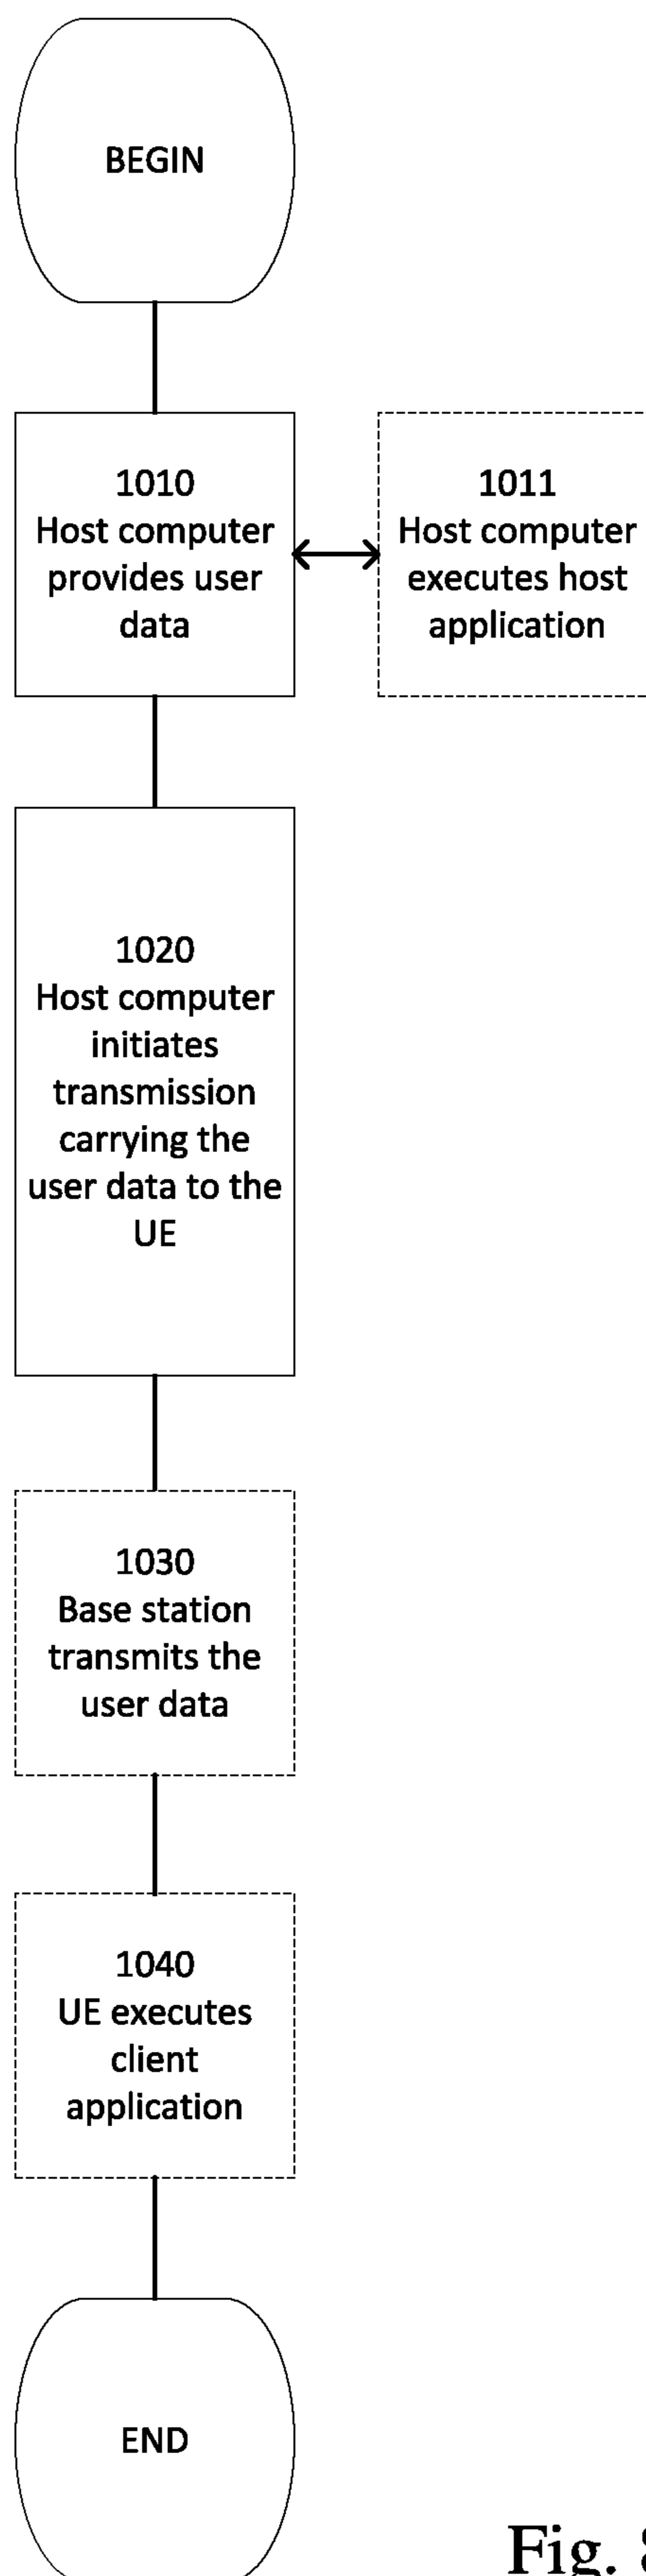 BEGIN
1010
Host computer
provides user
data
1011
Host computer
executes host
application
1020
Host computer
initiates
transmission
carrying the
user data to the
UE
1030
Base station
transmits the
user data
1040
UE executes
client
application
END
Fig.